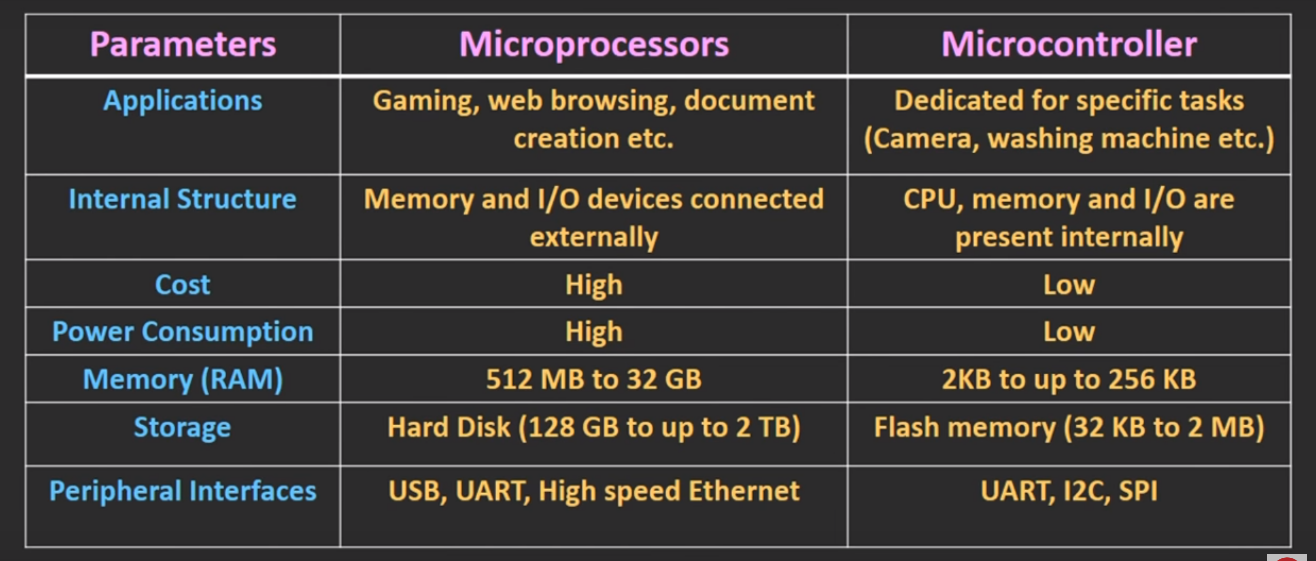 Parameters
Microprocessors
Microcontroller
Applications
Gaming, web browsing, document
creation etc.
Dedicated for specific tasks
(Camera, washing machine etc.)
Internal Structure
Memory and I/O devices connected
externally
CPU, memory and I/O are
present internally
Cost
High
Low
Power Consumption
High
Low
Memory (RAM)
512 MB to 32 GB
2KB to up to 256 KB
Storage
Hard Disk (128 GB to up to 2 TB)
Flash memory (32 KB to 2 MB)
Peripheral Interfaces
USB, UART, High speed Ethernet
UART, I2C, SPI